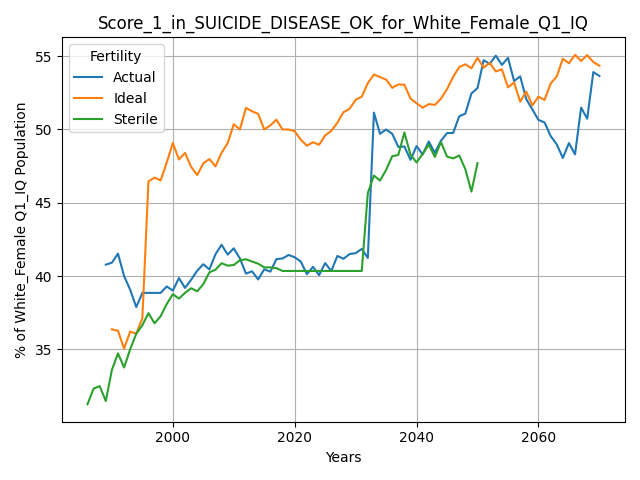 Score_1_in_SUICIDE_DISEASE_OK_for_White_Female_Q1_IQ
% of White_Female Q1_IQ Population
55
50
45
40
35
Fertility
Actual
Ideal
Sterile
2000 2020 2040 2060
Years